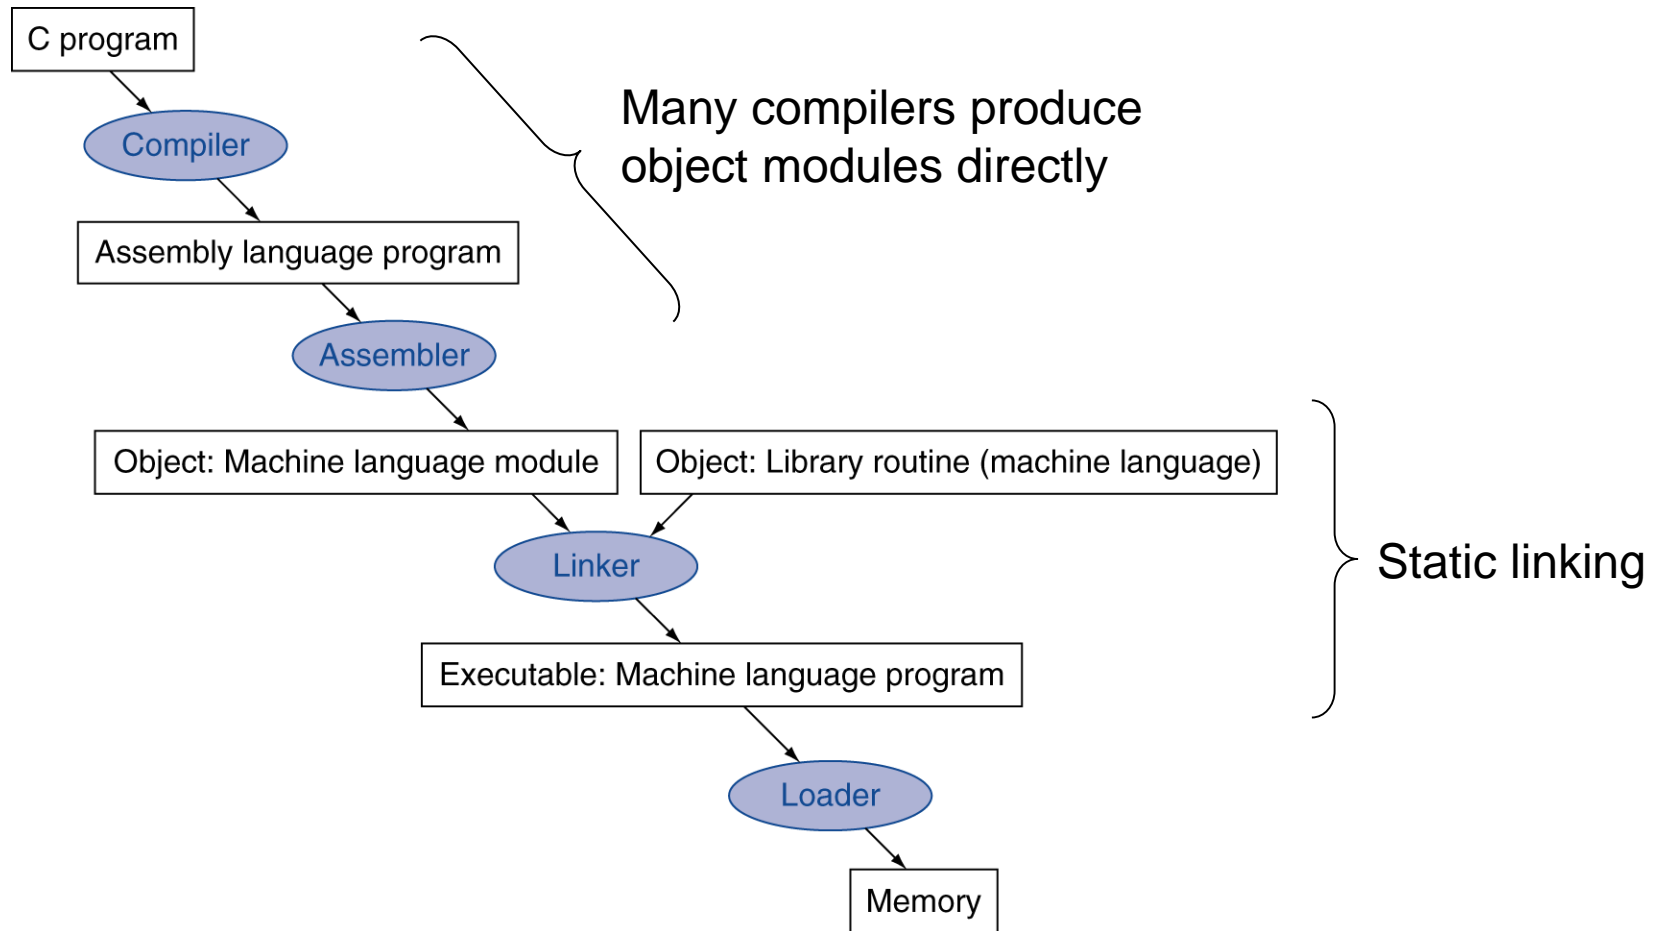 C program
Many compilers produce
object modules directly
Compiler
Assembly language program
Assembler
Object: Machine language module
Object: Library routine (machine language)
Linker
Static linking
Executable: Machine language program
Loader
Memory